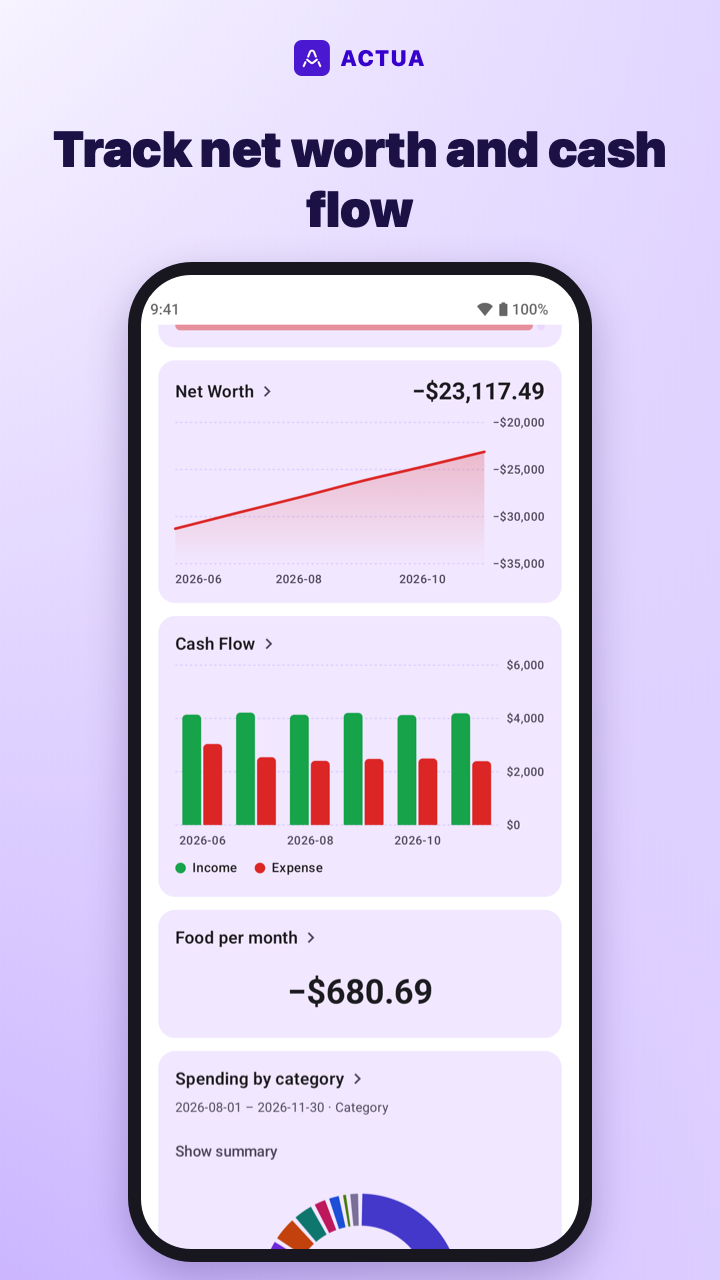 ACTUA
Track net worth and cash
flow
9:41
100%
Net Worth
−$23,117.49
−$20,000
−$25,000
−$30,000
−$35,000
2026-06 2026-08 2026-10
Cash Flow
$6,000
$4,000
$2,000
$0
2026-06 2026-08 2026-10
Income Expense
Food per month
−$680.69
Spending by category
2026-08-01 – 2026-11-30 · Category
Show summary